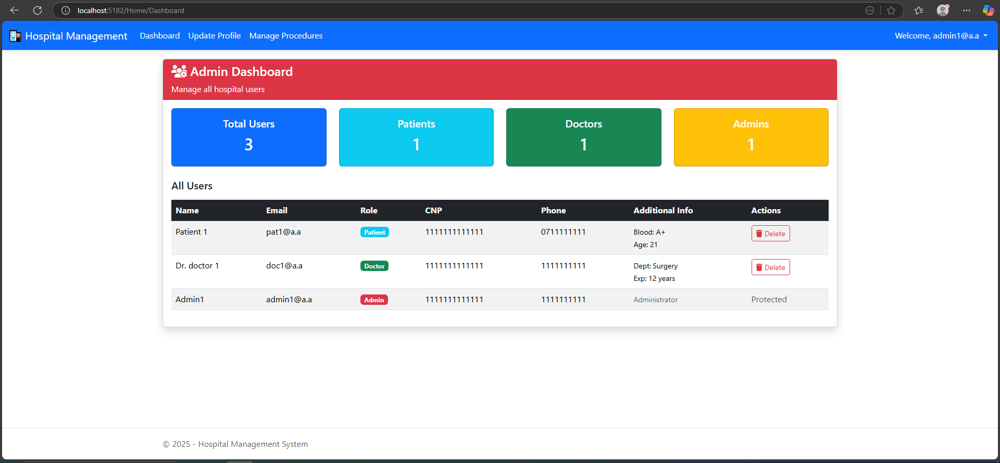 localhost:5182/Home/Dashboard
Hospital Management Dashboard Update Profile Manage Procedures Welcome, admin1@a.a
Admin Dashboard
Manage all hospital users
Total Users Patients Doctors Admins
3 1 1 1
All Users
Name Email Role CNP Phone Additional Info Actions
Patient 1 pat1@a.a Patient 1111111111111 0711111111 Blood: A+ Delete
Age: 21
Dr. doctor 1 doc1@a.a Doctor 1111111111111 1111111111 Dept: Surgery Delete
Exp: 12 years
Admin1 admin1@a.a Admin 1111111111111 1111111111 Administrator Protected
© 2025 - Hospital Management System